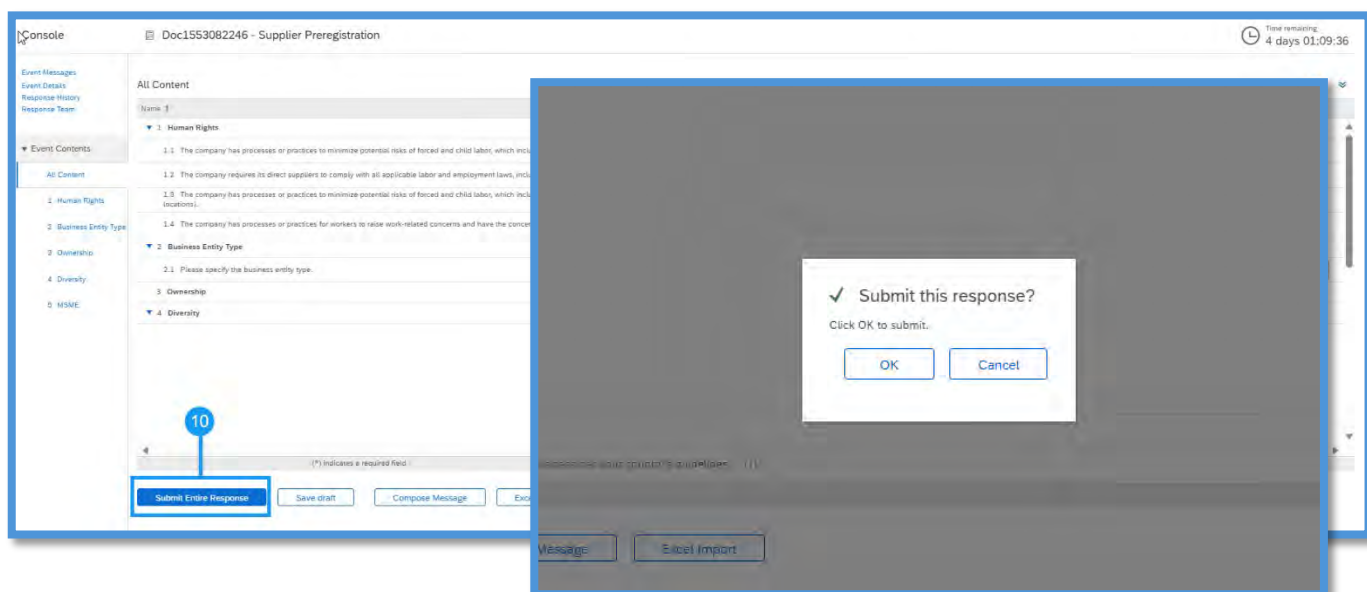 Console
Doc1553082246 - Supplier Preregistration
Time remaining
4 days 01:09:36
Event Messages
Event Details
Response History
Response Team
▼ Event Contents
All Content
1 Human Rights
2 Business Entity Type
3 Ownership
4 Diversity
5 MSME
All Content
Name ↑
▼ 1 Human Rights
1.1 The company has processes or practices to minimize potential risks of forced and child labor, which
1.2 The company requires its direct suppliers to comply with all applicable labor and employment laws,
1.3 The company has processes or practices to minimize potential risks of forced and child labor, which
locations).
1.4 The company has processes or practices for workers to raise work-related concerns and have the
▼ 2 Business Entity Type
2.1 Please specify the business entity type.
3 Ownership
▼ 4 Diversity
10
(*) indicates a required field
Submit Entire Response
Save draft
Compose Message
✓ Submit this response?
Click OK to submit.
OK
Cancel
guidelines.
Message
Excel Import